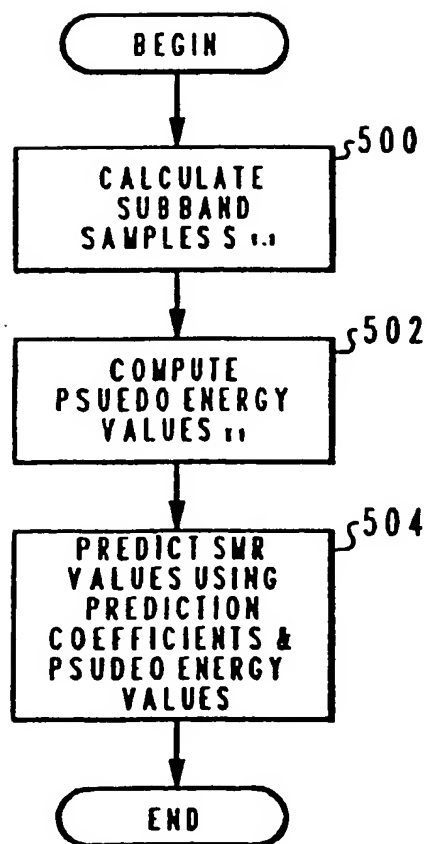 BEGIN
500
CALCULATE
SUBBAND
SAMPLES S
502
COMPUTE
PSUEDO ENERGY
VALUES
504
PREDICT SMR
VALUES USING
PREDICTION
COEFFICIENTS &
PSUDEO ENERGY
VALUES
END